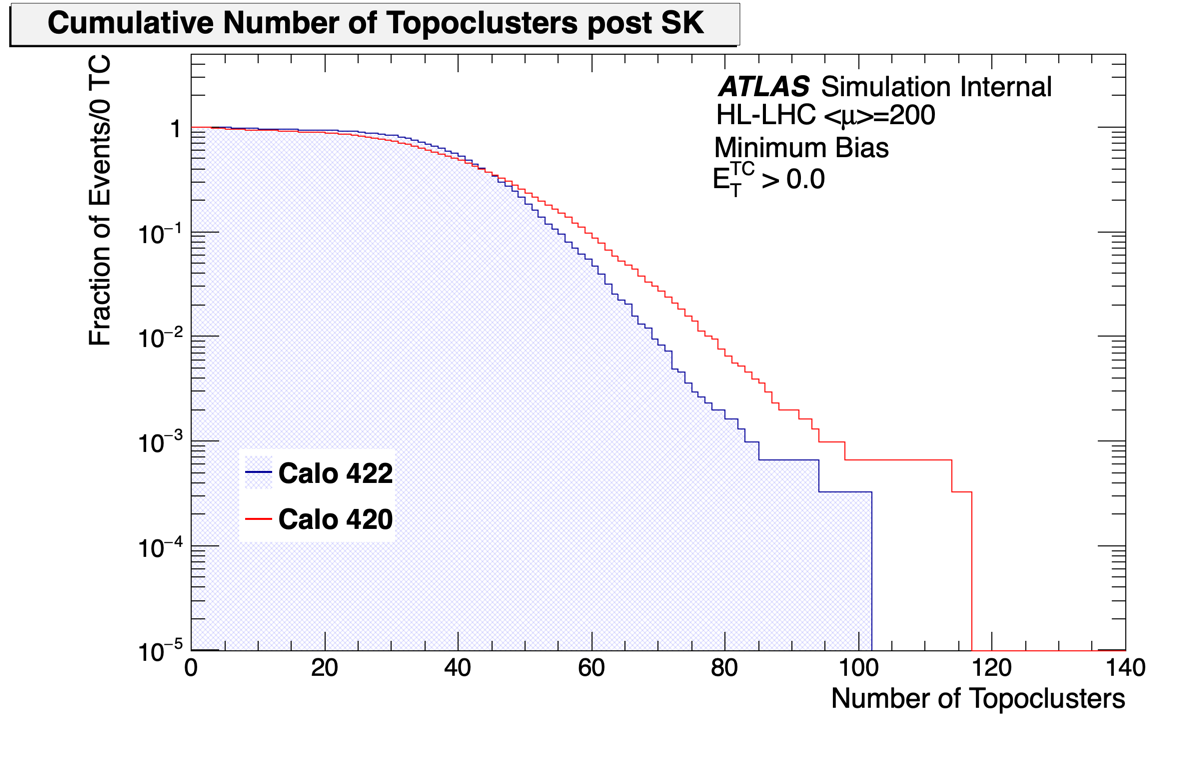 Cumulative Number of Topoclusters post SK
Fraction of Events/0 TC
ATLAS Simulation Internal
HL-LHC <μ>=200
Minimum Bias
E_T^TC > 0.0
1
10⁻¹
10⁻²
10⁻³
10⁻⁴
10⁻⁵
Calo 422
Calo 420
0 20 40 60 80 100 120 140
Number of Topoclusters